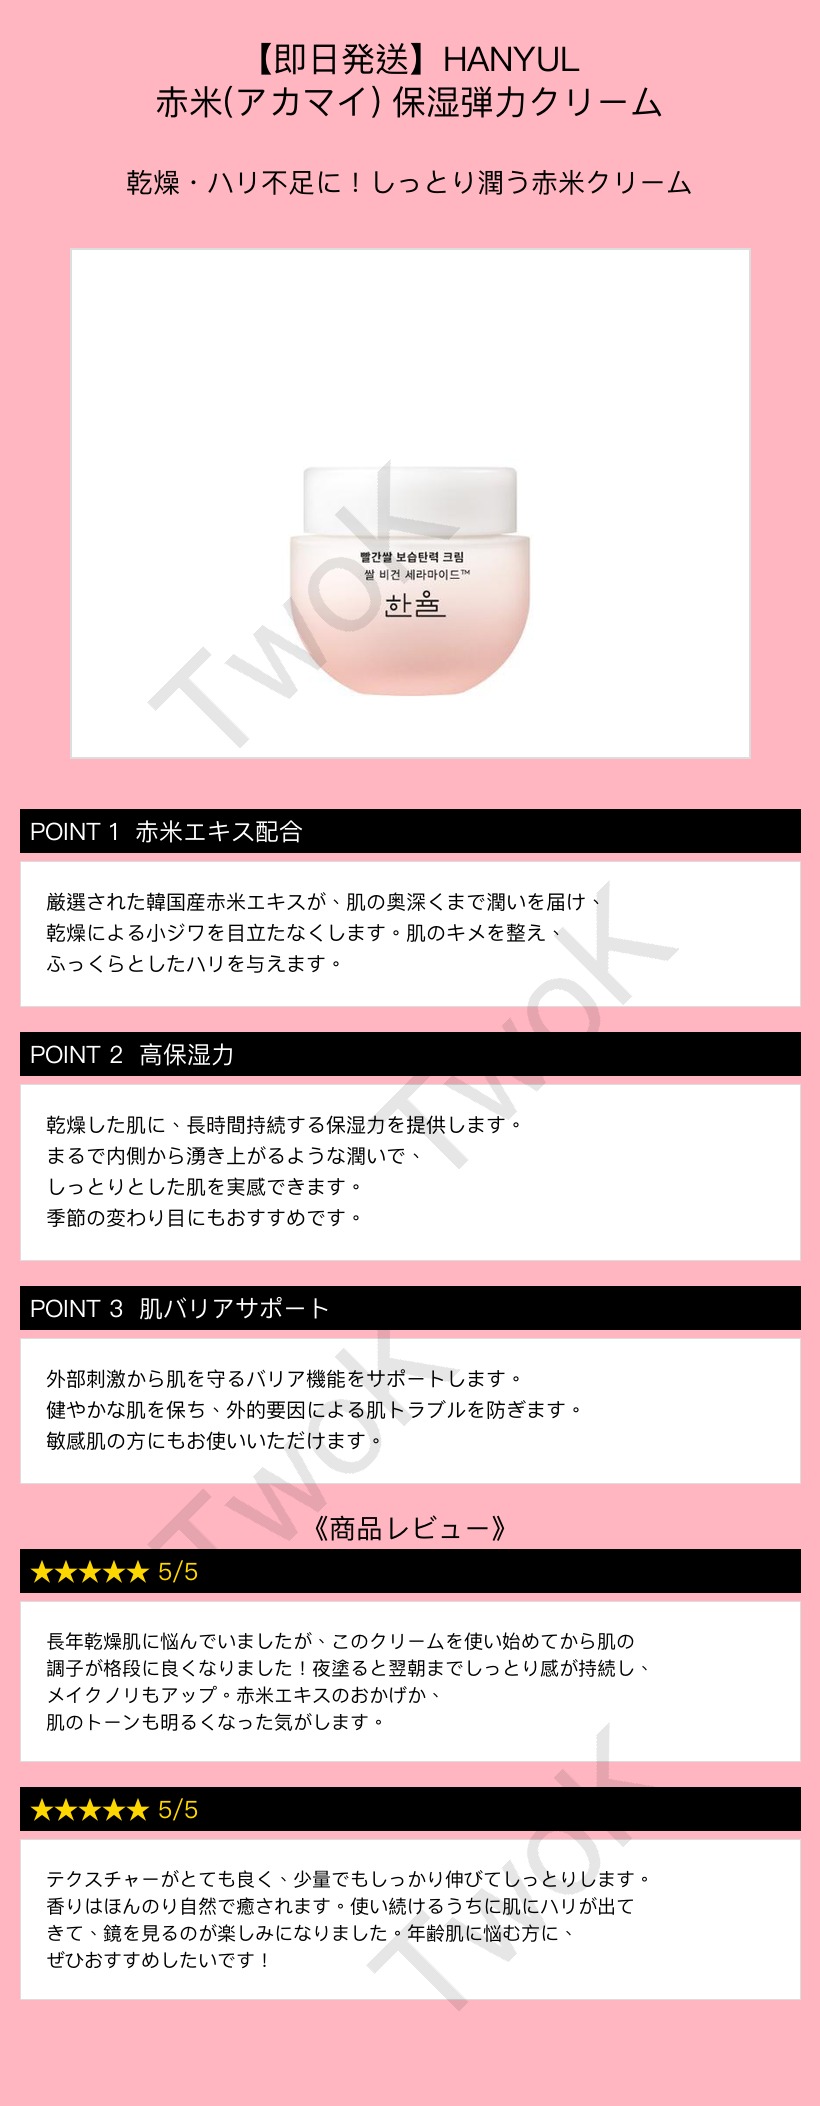 【即日発送】HANYUL
赤米(アカマイ) 保湿弾力クリーム
乾燥・ハリ不足に！しっとり潤う赤米クリーム
빨간쌀 보습탄력 크림
쌀 비건 세라마이드™
한율
TwoK
POINT 1 赤米エキス配合
厳選された韓国産赤米エキスが、肌の奥深くまで潤いを届け、
乾燥による小ジワを目立たなくします。肌のキメを整え、
ふっくらとしたハリを与えます。
TwoK
POINT 2 高保湿力
乾燥した肌に、長時間持続する保湿力を提供します。
まるで内側から湧き上がるような潤いで、
しっとりとした肌を実感できます。
季節の変わり目にもおすすめです。
POINT 3 肌バリアサポート
外部刺激から肌を守るバリア機能をサポートします。
健やかな肌を保ち、外的要因による肌トラブルを防ぎます。
敏感肌の方にもお使いいただけます。
TwoK
《商品レビュー》
★★★★★ 5/5
長年乾燥肌に悩んでいましたが、このクリームを使い始めてから肌の
調子が格段に良くなりました！夜塗ると翌朝までしっとり感が持続し、
メイクノリもアップ。赤米エキスのおかげか、
肌のトーンも明るくなった気がします。
★★★★★ 5/5
テクスチャーがとても良く、少量でもしっかり伸びてしっとりします。
香りはほんのり自然で癒されます。使い続けるうちに肌にハリが出て
きて、鏡を見るのが楽しみになりました。年齢肌に悩む方に、
ぜひおすすめしたいです！
TwoK